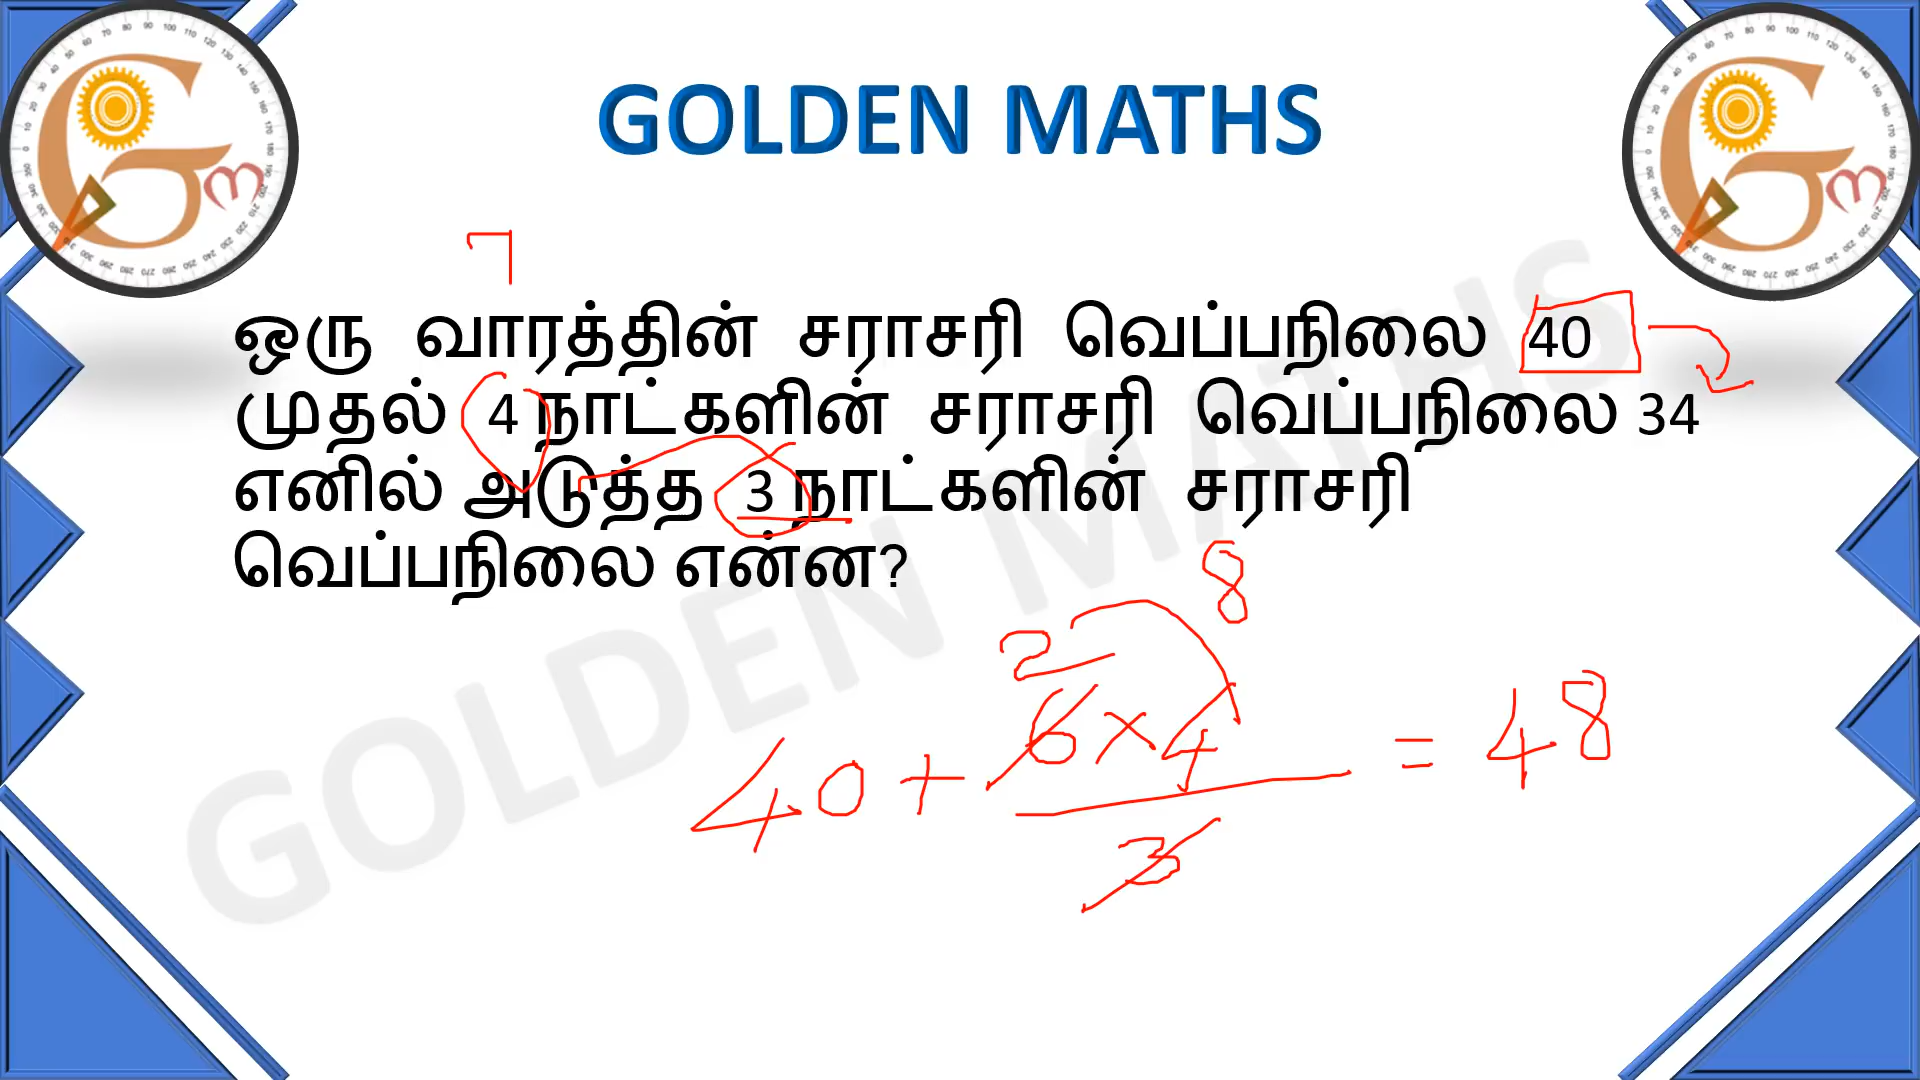 GOLDEN MATHS
7
ஒரு வாரத்தின் சராசரி வெப்பநிலை 40
முதல் 4 நாட்களின் சராசரி வெப்பநிலை 34
எனில் அடுத்த 3 நாட்களின் சராசரி
வெப்பநிலை என்ன?
2 8
40 + 6 × 4 = 48
3
GOLDEN MATHS